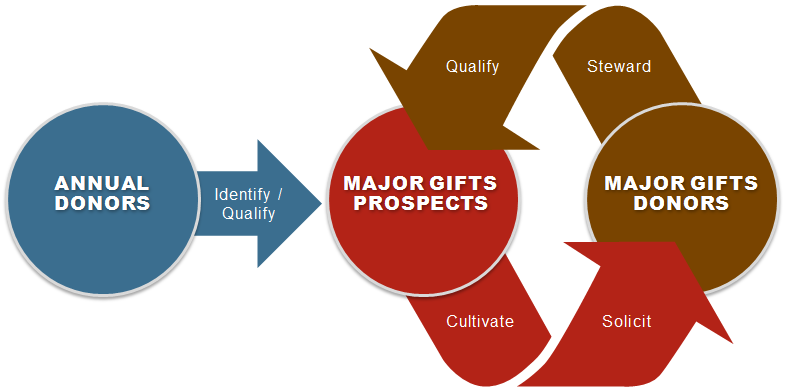 Qualify
Steward
ANNUAL
DONORS
Identify /
Qualify
MAJOR GIFTS
PROSPECTS
MAJOR GIFTS
DONORS
Cultivate
Solicit